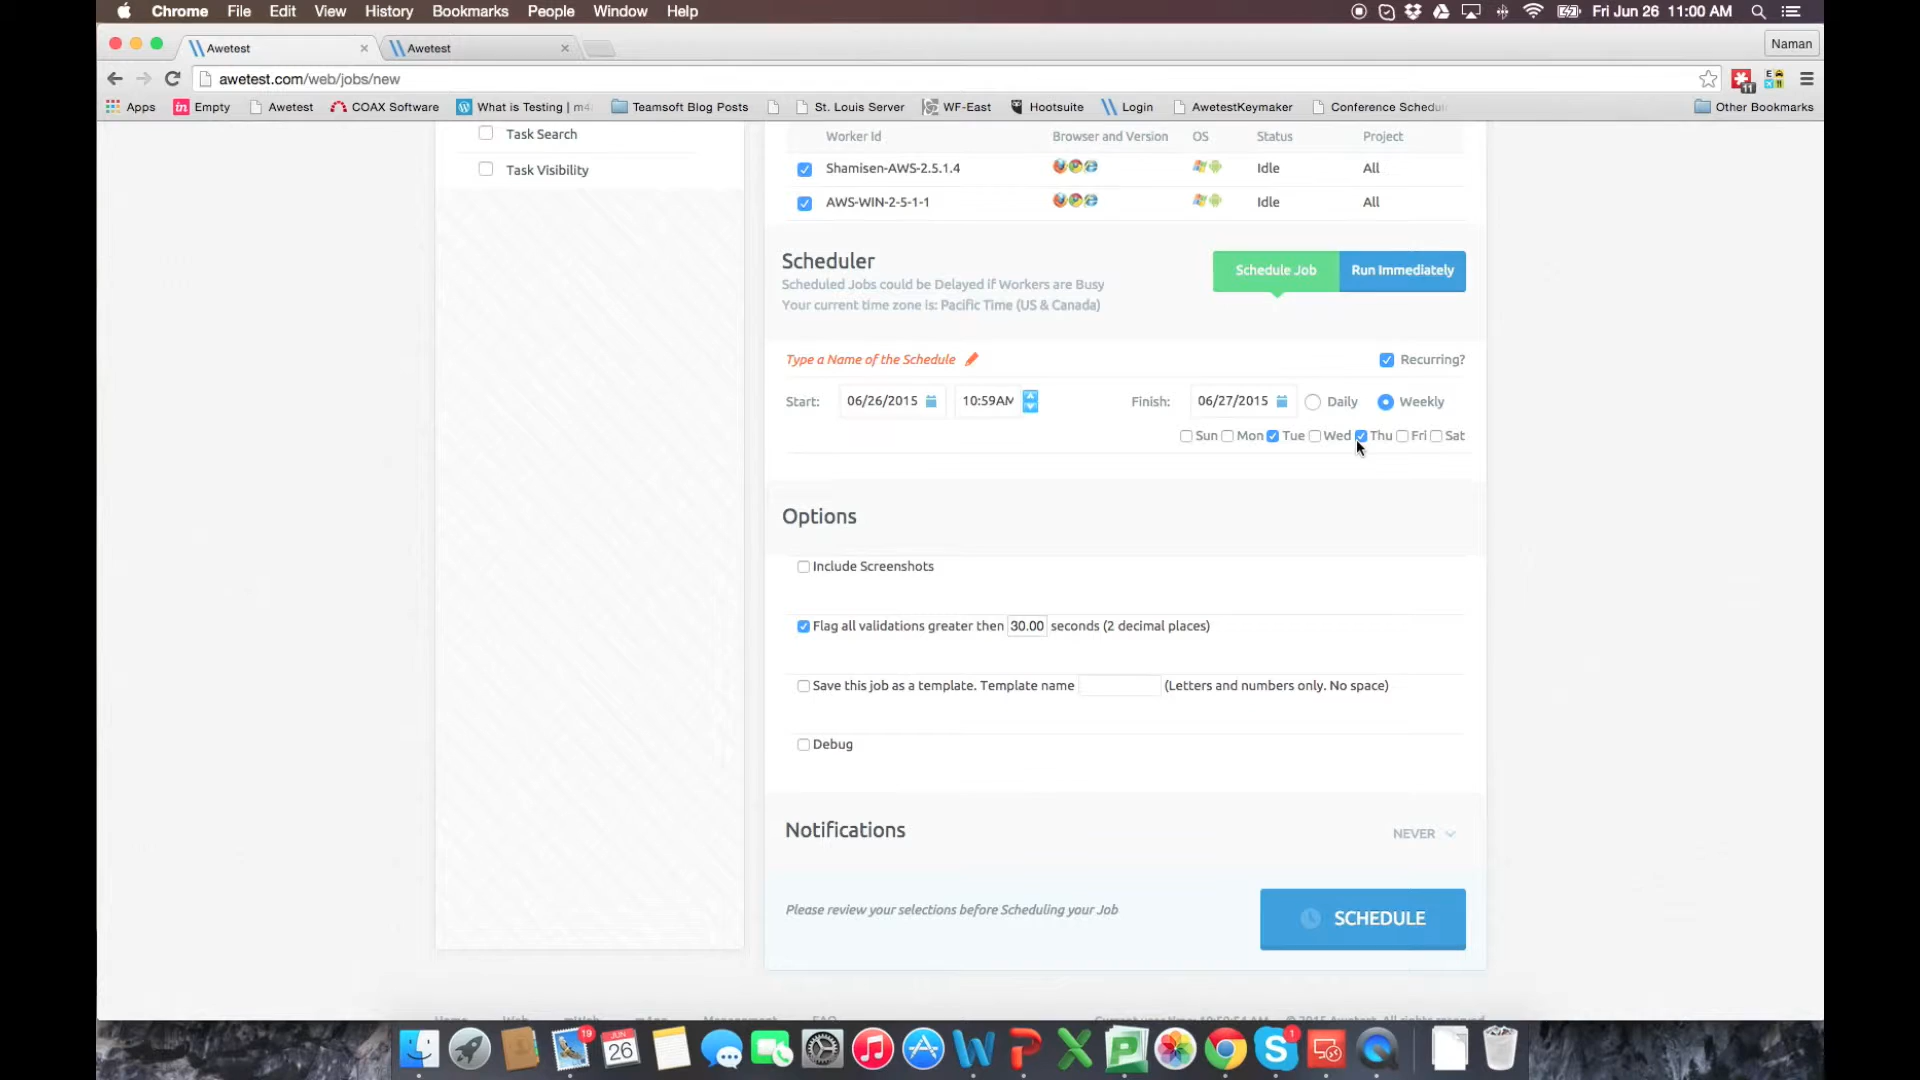 Chrome File Edit View History Bookmarks People Window Help Fri Jun 26 11:00 AM
Awetest Awetest Naman
awetest.com/web/jobs/new 11
Apps in Empty Awetest COAX Software What is Testing | m4 Teamsoft Blog Posts St. Louis Server WF-East Hootsuite Login AwetestKeymaker Conference Schedu Other Bookmarks
Task Search
Task Visibility
Worker Id Browser and Version OS Status Project
Shamisen-AWS-2.5.1.4 Idle All
AWS-WIN-2-5-1-1 Idle All
Scheduler
Scheduled Jobs could be Delayed if Workers are Busy
Your current time zone is: Pacific Time (US & Canada)
Schedule Job Run Immediately
Type a Name of the Schedule Recurring?
Start: 06/26/2015 10:59AM Finish: 06/27/2015 Daily Weekly
Sun Mon Tue Wed Thu Fri Sat
Options
Include Screenshots
Flag all validations greater then 30.00 seconds (2 decimal places)
Save this job as a template. Template name (Letters and numbers only. No space)
Debug
Notifications NEVER
Please review your selections before Scheduling your Job SCHEDULE
19 JUN 26 1